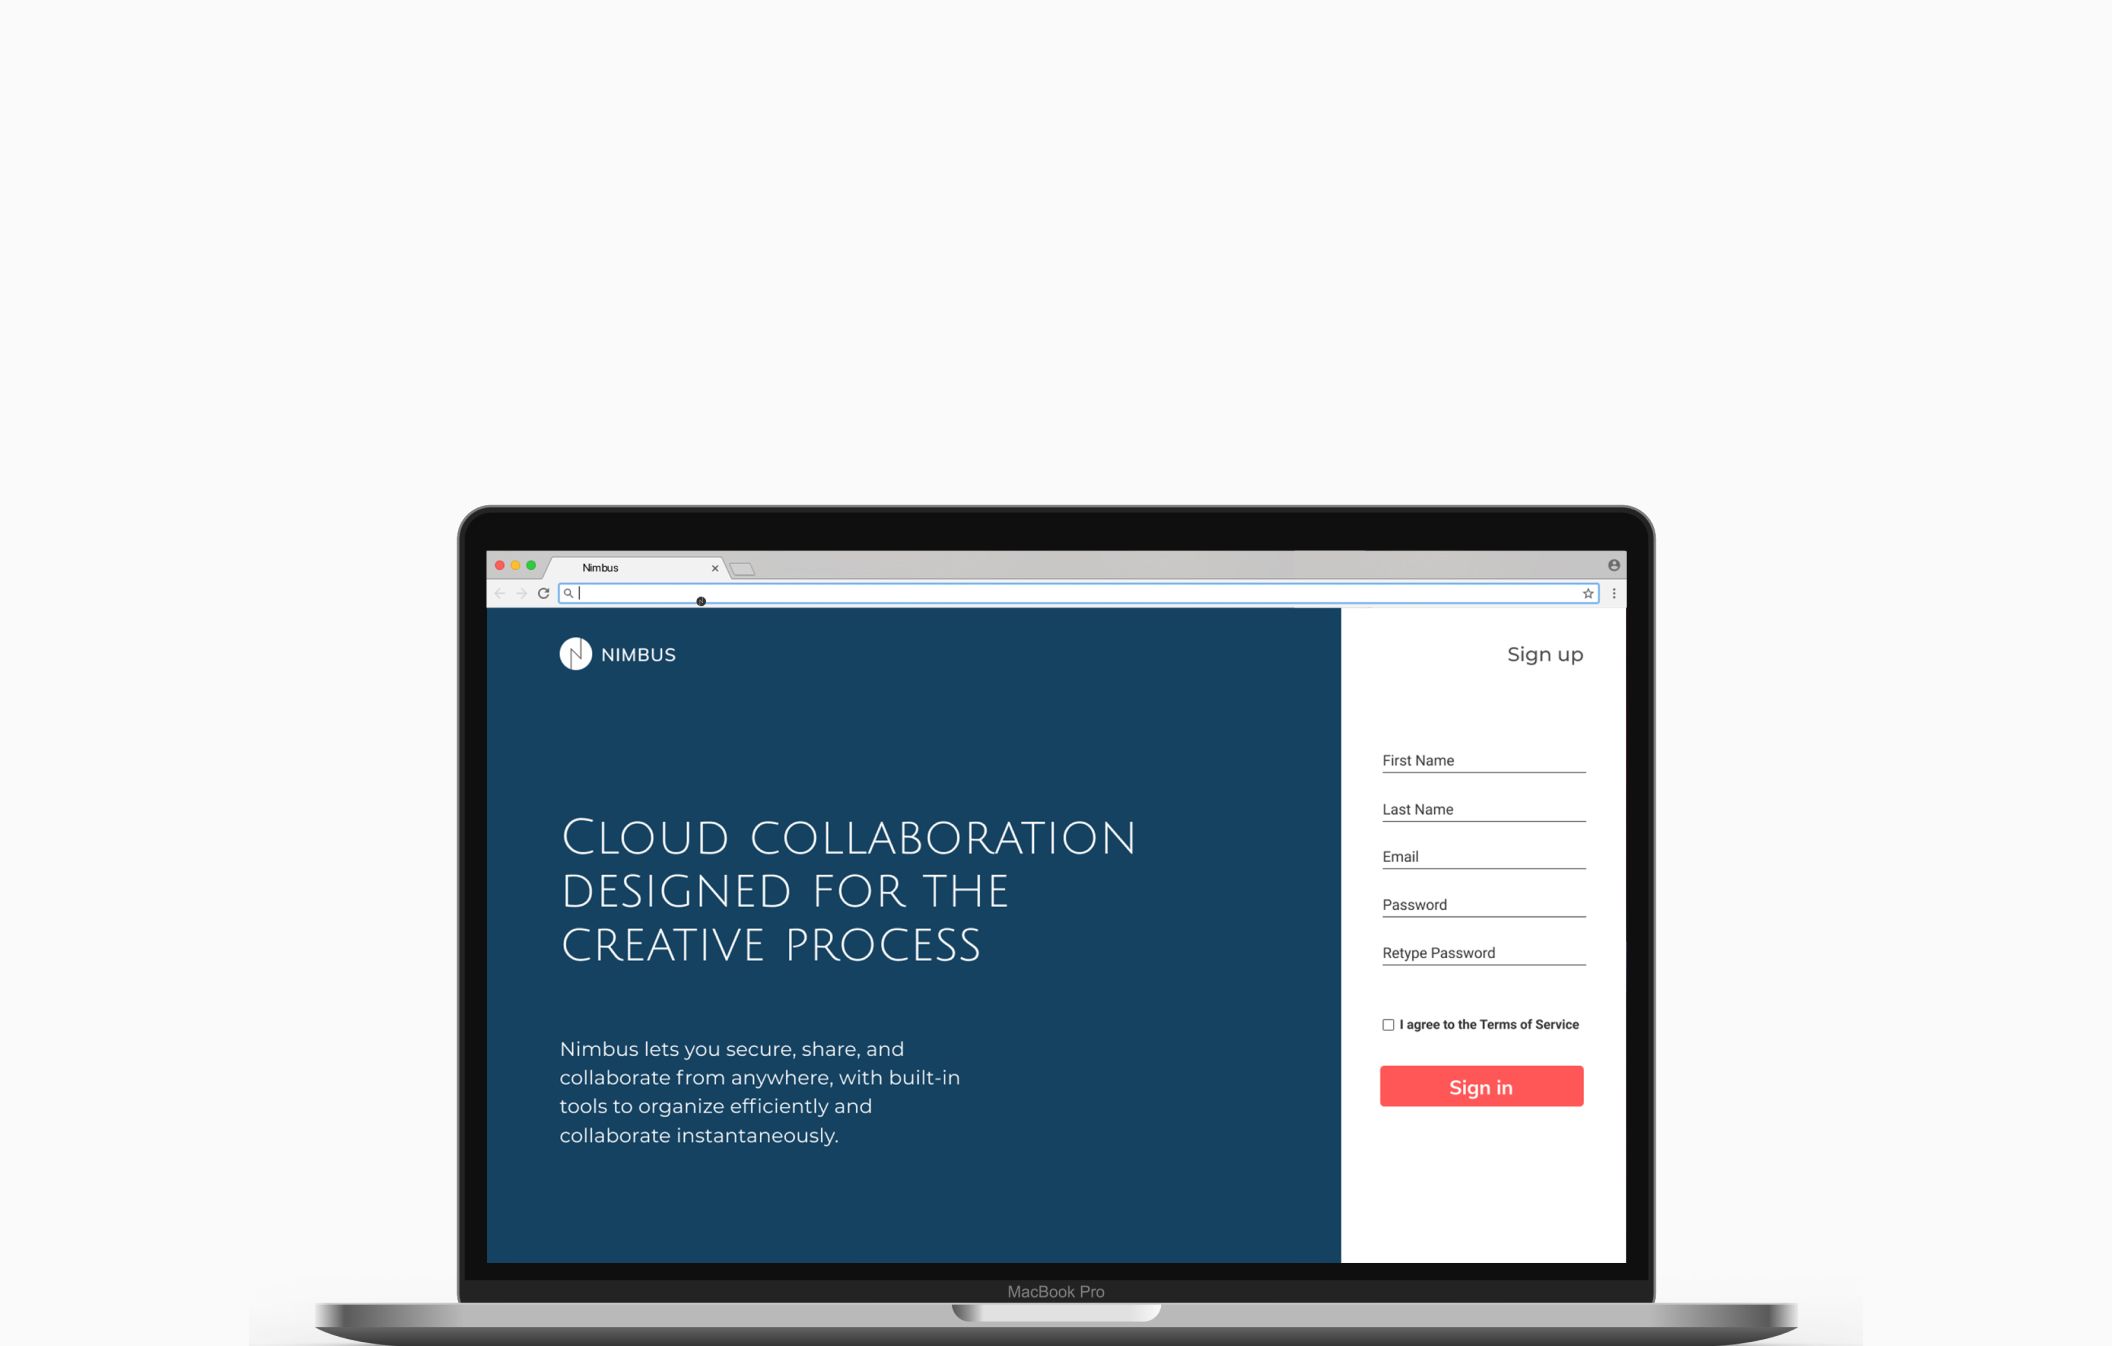 Nimbus
NIMBUS
Sign up
CLOUD COLLABORATION
DESIGNED FOR THE
CREATIVE PROCESS
Nimbus lets you secure, share, and
collaborate from anywhere, with built-in
tools to organize efficiently and
collaborate instantaneously.
First Name
Last Name
Email
Password
Retype Password
I agree to the Terms of Service
Sign in
MacBook Pro